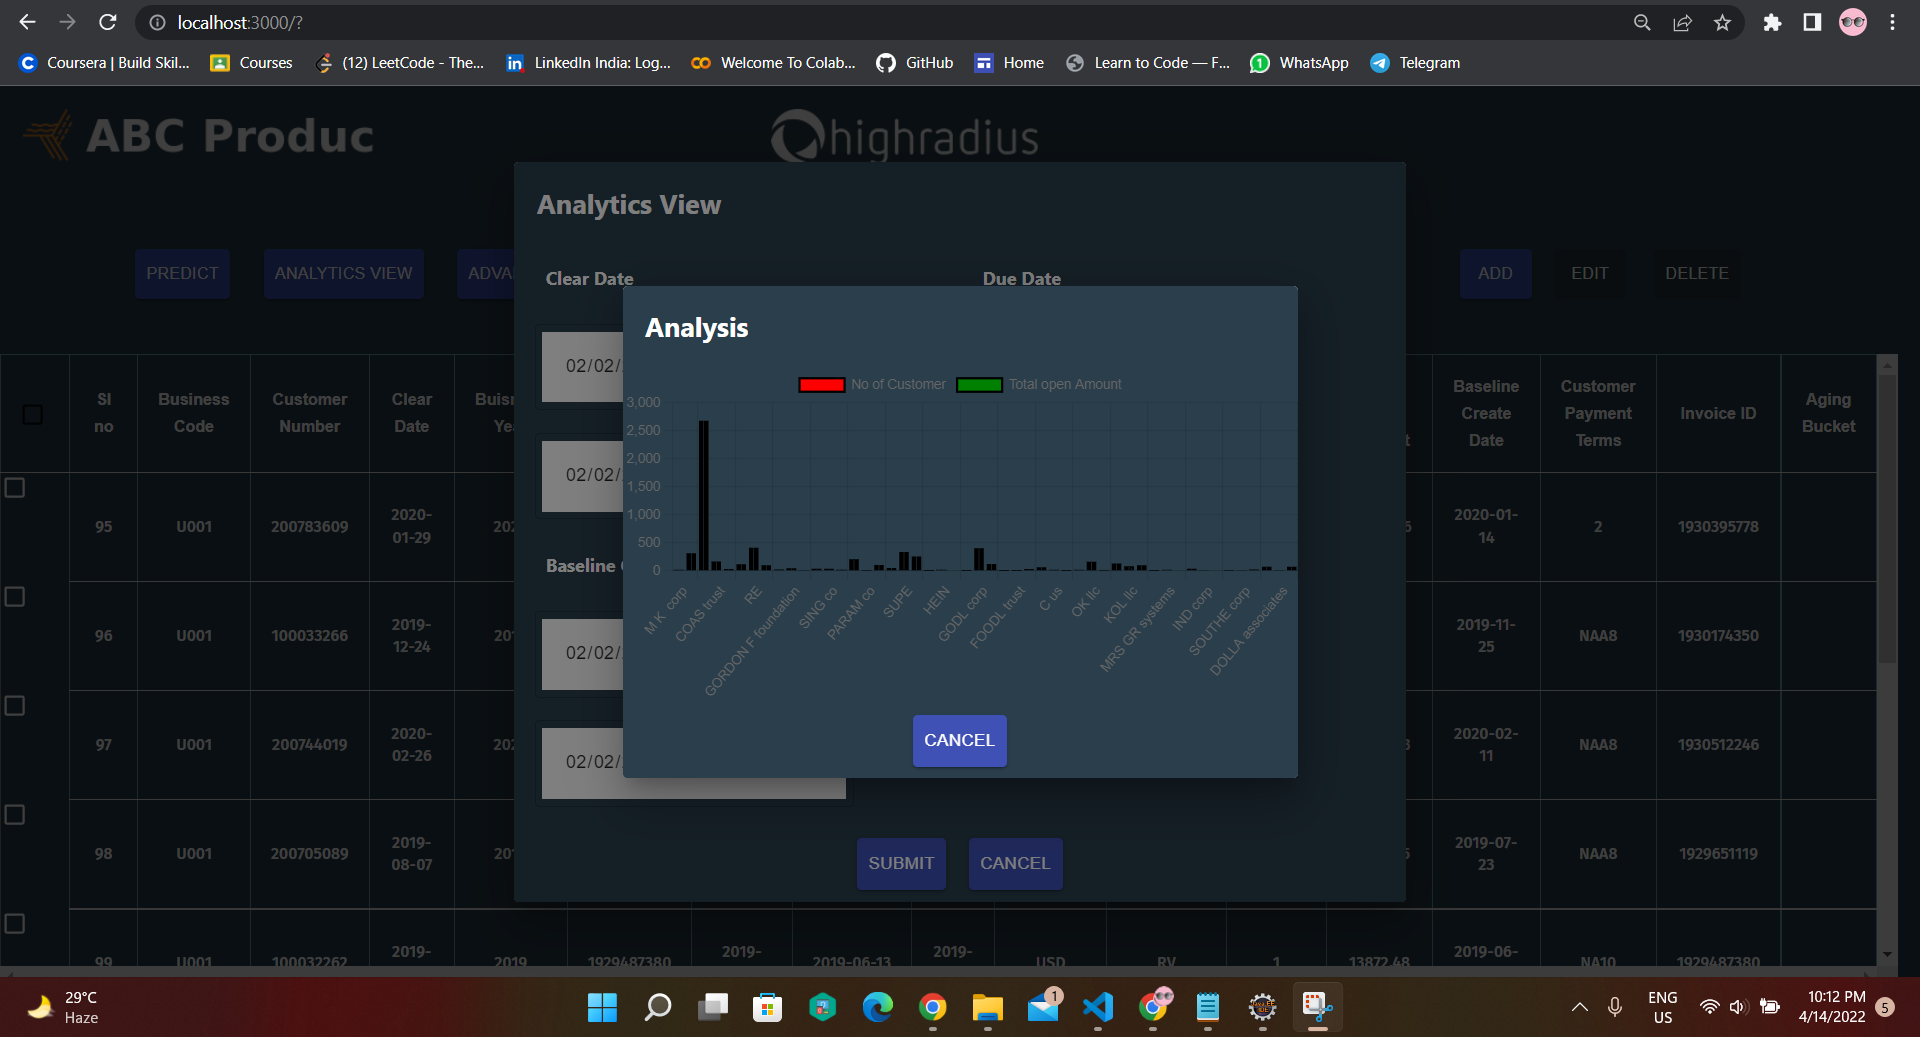 localhost:3000/?
Coursera | Build Skil... Courses (12) LeetCode - The... LinkedIn India: Log... Welcome To Colab... GitHub Home Learn to Code — F... WhatsApp Telegram
ABC Produc highradius
Analytics View
PREDICT ANALYTICS VIEW ADVA ADD EDIT DELETE
Clear Date Due Date
Analysis
02/02/
No of Customer Total open Amount
Sl no Business Code Customer Number Clear Date Baseline Create Date Customer Payment Terms Invoice ID Aging Bucket
3,000
2,500
2,000
1,500
1,000
500
0
02/02/
95 U001 200783609 2020-01-29 2020-01-14 2 1930395778
Baseline
M K corp COAS trust RE GORDON F foundation SING co PARAM co SUPE HEIN GODL corp FOODL trust C us OK llc KOL llc MRS GR systems IND corp SOUTHE corp DOLLA associates
96 U001 100033266 2019-12-24 2019-11-25 NAA8 1930174350
02/02/
CANCEL
97 U001 200744019 2020-02-26 2020-02-11 NAA8 1930512246
02/02/
98 U001 200705089 2019-08-07 2019-07-23 NAA8 1929651119
SUBMIT CANCEL
99 U001 100032262 2019- 2019 1929487380 2019- 2019-06-13 2019- USD RV 1 13872.48 2019-06- NA10 1929487380
29°C
Haze
1
ENG
US
10:12 PM
4/14/2022
5